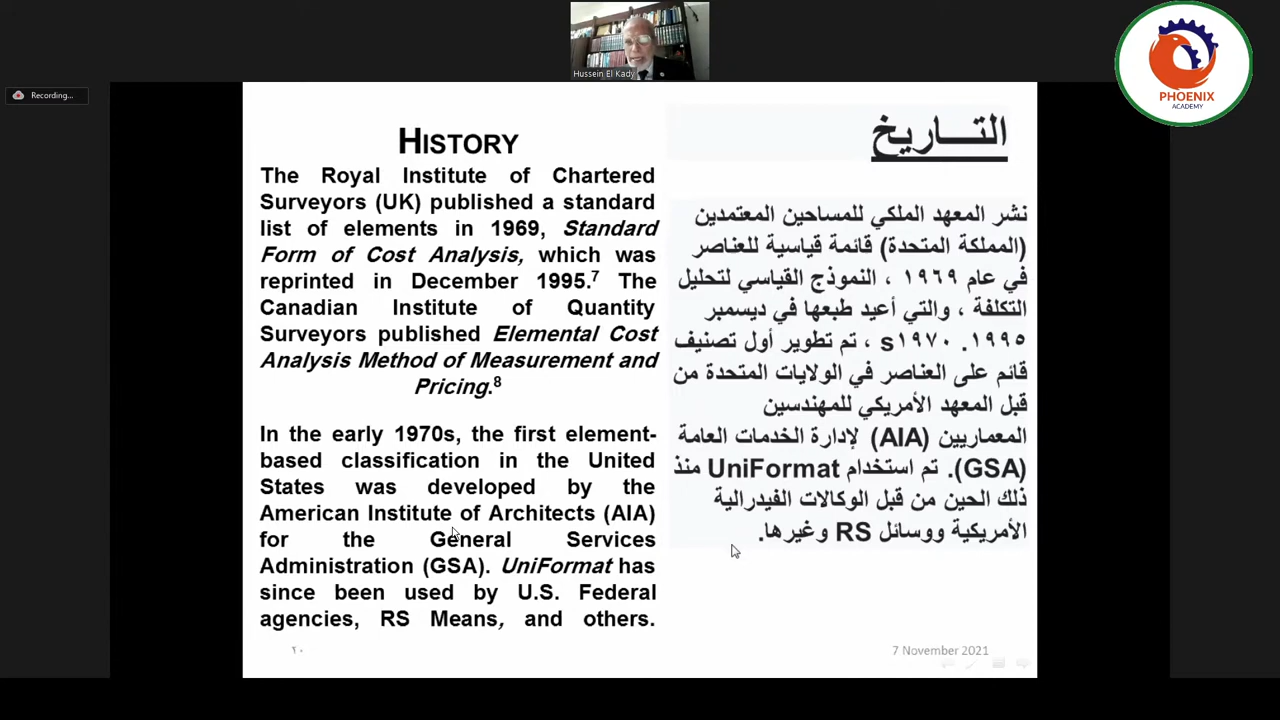 Hussein El Kady
Recording...
PHOENIX
ACADEMY
HISTORY
The Royal Institute of Chartered
Surveyors (UK) published a standard
list of elements in 1969, Standard
Form of Cost Analysis, which was
reprinted in December 1995.7 The
Canadian Institute of Quantity
Surveyors published Elemental Cost
Analysis Method of Measurement and
Pricing.8
In the early 1970s, the first element-
based classification in the United
States was developed by the
American Institute of Architects (AIA)
for the General Services
Administration (GSA). UniFormat has
since been used by U.S. Federal
agencies, RS Means, and others.
التـــاريخ
نشر المعهد الملكي للمساحين المعتمدين
(المملكة المتحدة) قائمة قياسية للعناصر
في عام ١٩٦٩ ، النموذج القياسي لتحليل
التكلفة ، والتي أعيد طبعها في ديسمبر
١٩٩٥. ١٩٧٠s ، تم تطوير أول تصنيف
قائم على العناصر في الولايات المتحدة من
قبل المعهد الأمريكي للمهندسين
المعماريين (AIA) لإدارة الخدمات العامة
(GSA). تم استخدام UniFormat منذ
ذلك الحين من قبل الوكالات الفيدرالية
الأمريكية ووسائل RS وغيرها.
٢٠
7 November 2021